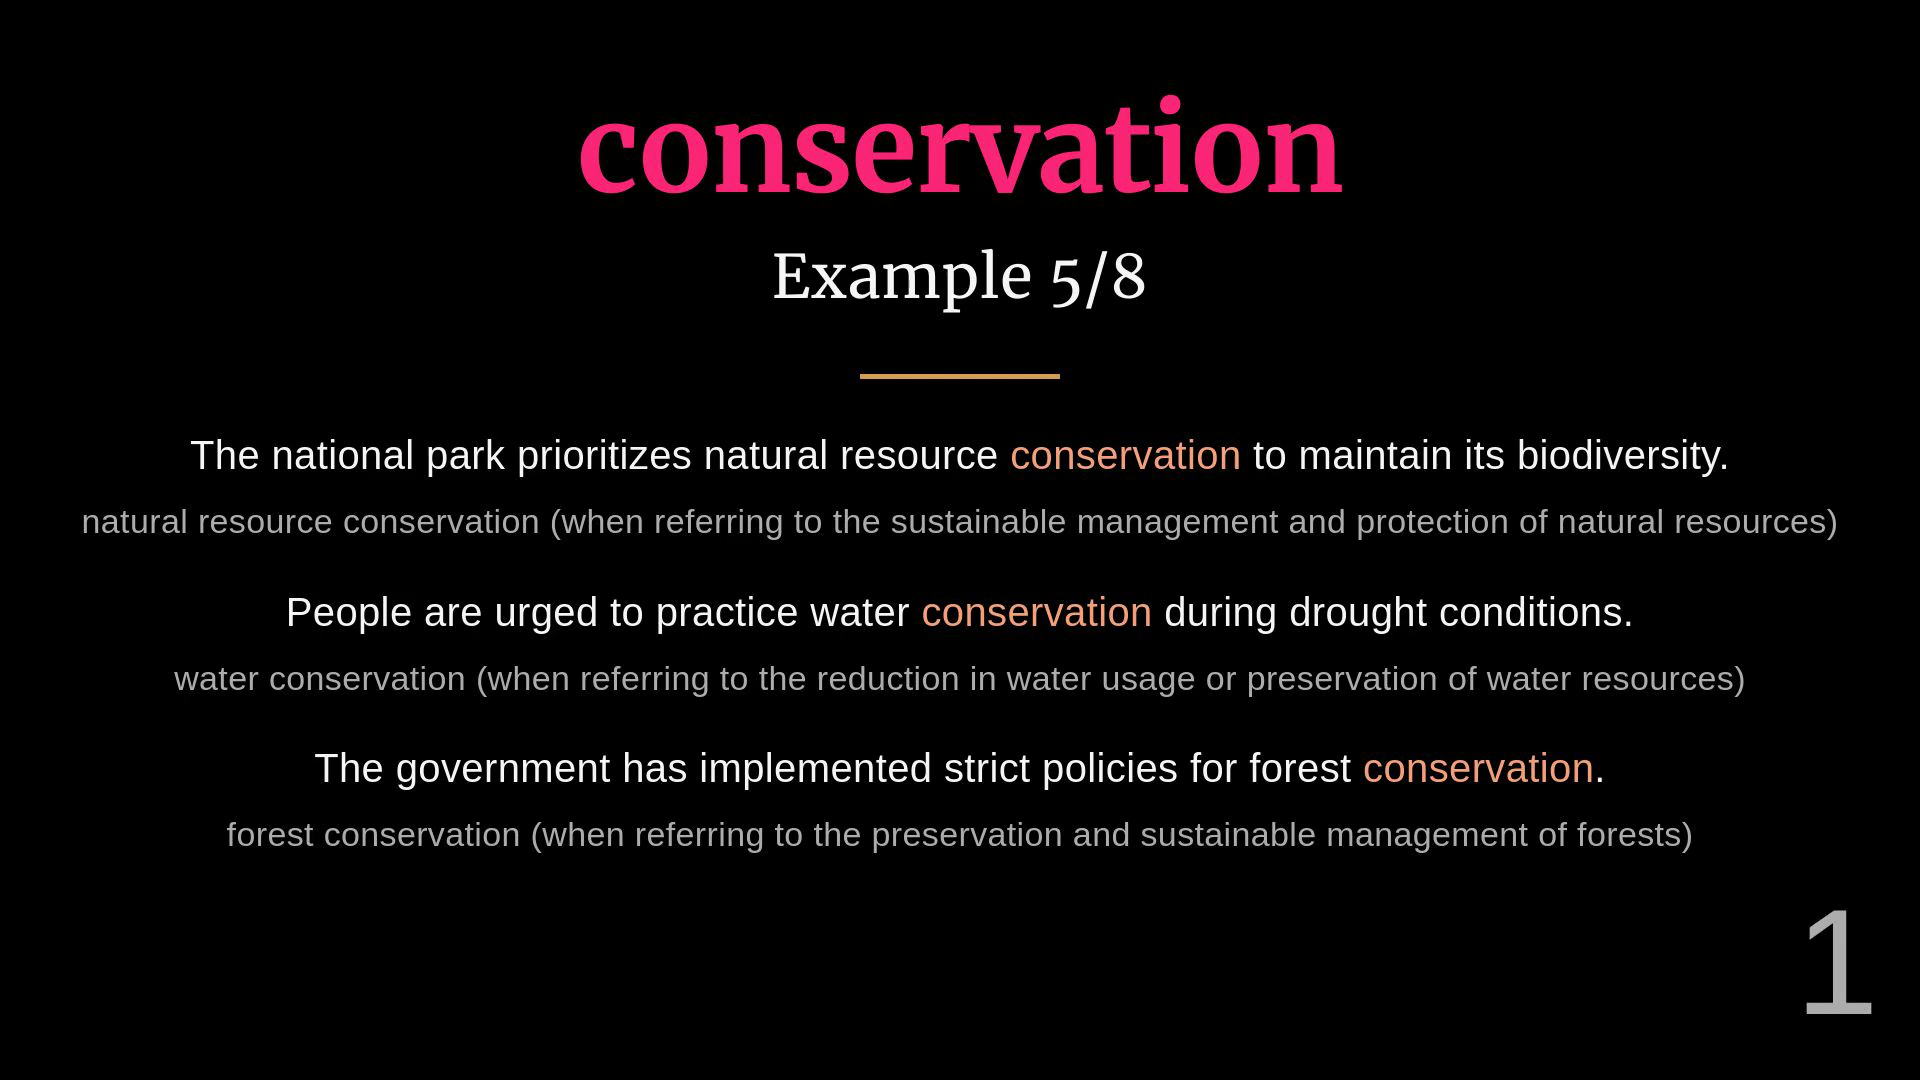 conservation
Example 5/8
The national park prioritizes natural resource conservation to maintain its biodiversity.
natural resource conservation (when referring to the sustainable management and protection of natural resources)
People are urged to practice water conservation during drought conditions.
water conservation (when referring to the reduction in water usage or preservation of water resources)
The government has implemented strict policies for forest conservation.
forest conservation (when referring to the preservation and sustainable management of forests)
1